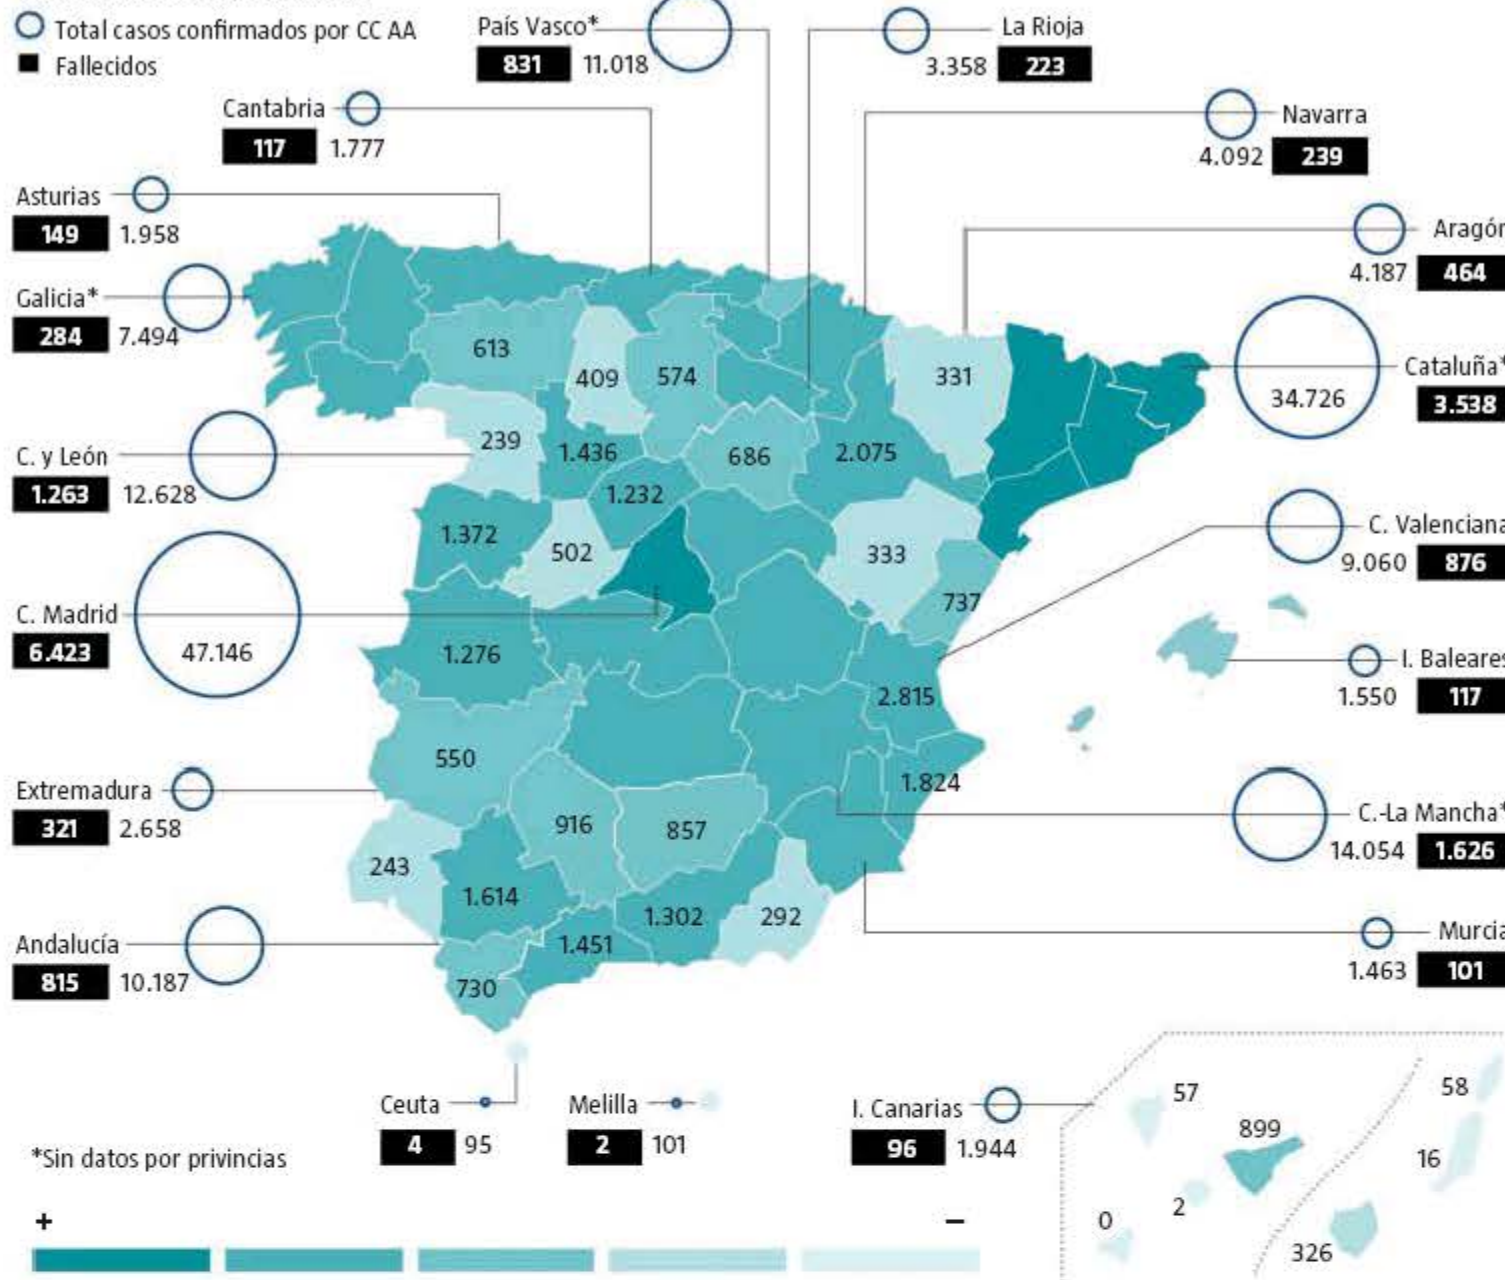 Total casos confirmados por CC AA
Fallecidos
País Vasco*
831 11.018
La Rioja
3.358 223
Cantabria
117 1.777
Navarra
4.092 239
Asturias
149 1.958
Aragón
4.187 464
Galicia*
284 7.494
Cataluña*
34.726
3.538
C. y León
1.263 12.628
C. Valenciana
9.060 876
C. Madrid
6.423 47.146
I. Baleares
1.550 117
Extremadura
321 2.658
C.-La Mancha*
14.054 1.626
Andalucía
815 10.187
Murcia
1.463 101
613
409
574
331
239
1.436
686
2.075
1.232
1.372
502
333
737
1.276
2.815
550
1.824
916
857
243
1.614
1.302
292
1.451
730
Ceuta
4 95
Melilla
2 101
I. Canarias
96 1.944
57
58
899
16
2
0
326
*Sin datos por privincias
+ −